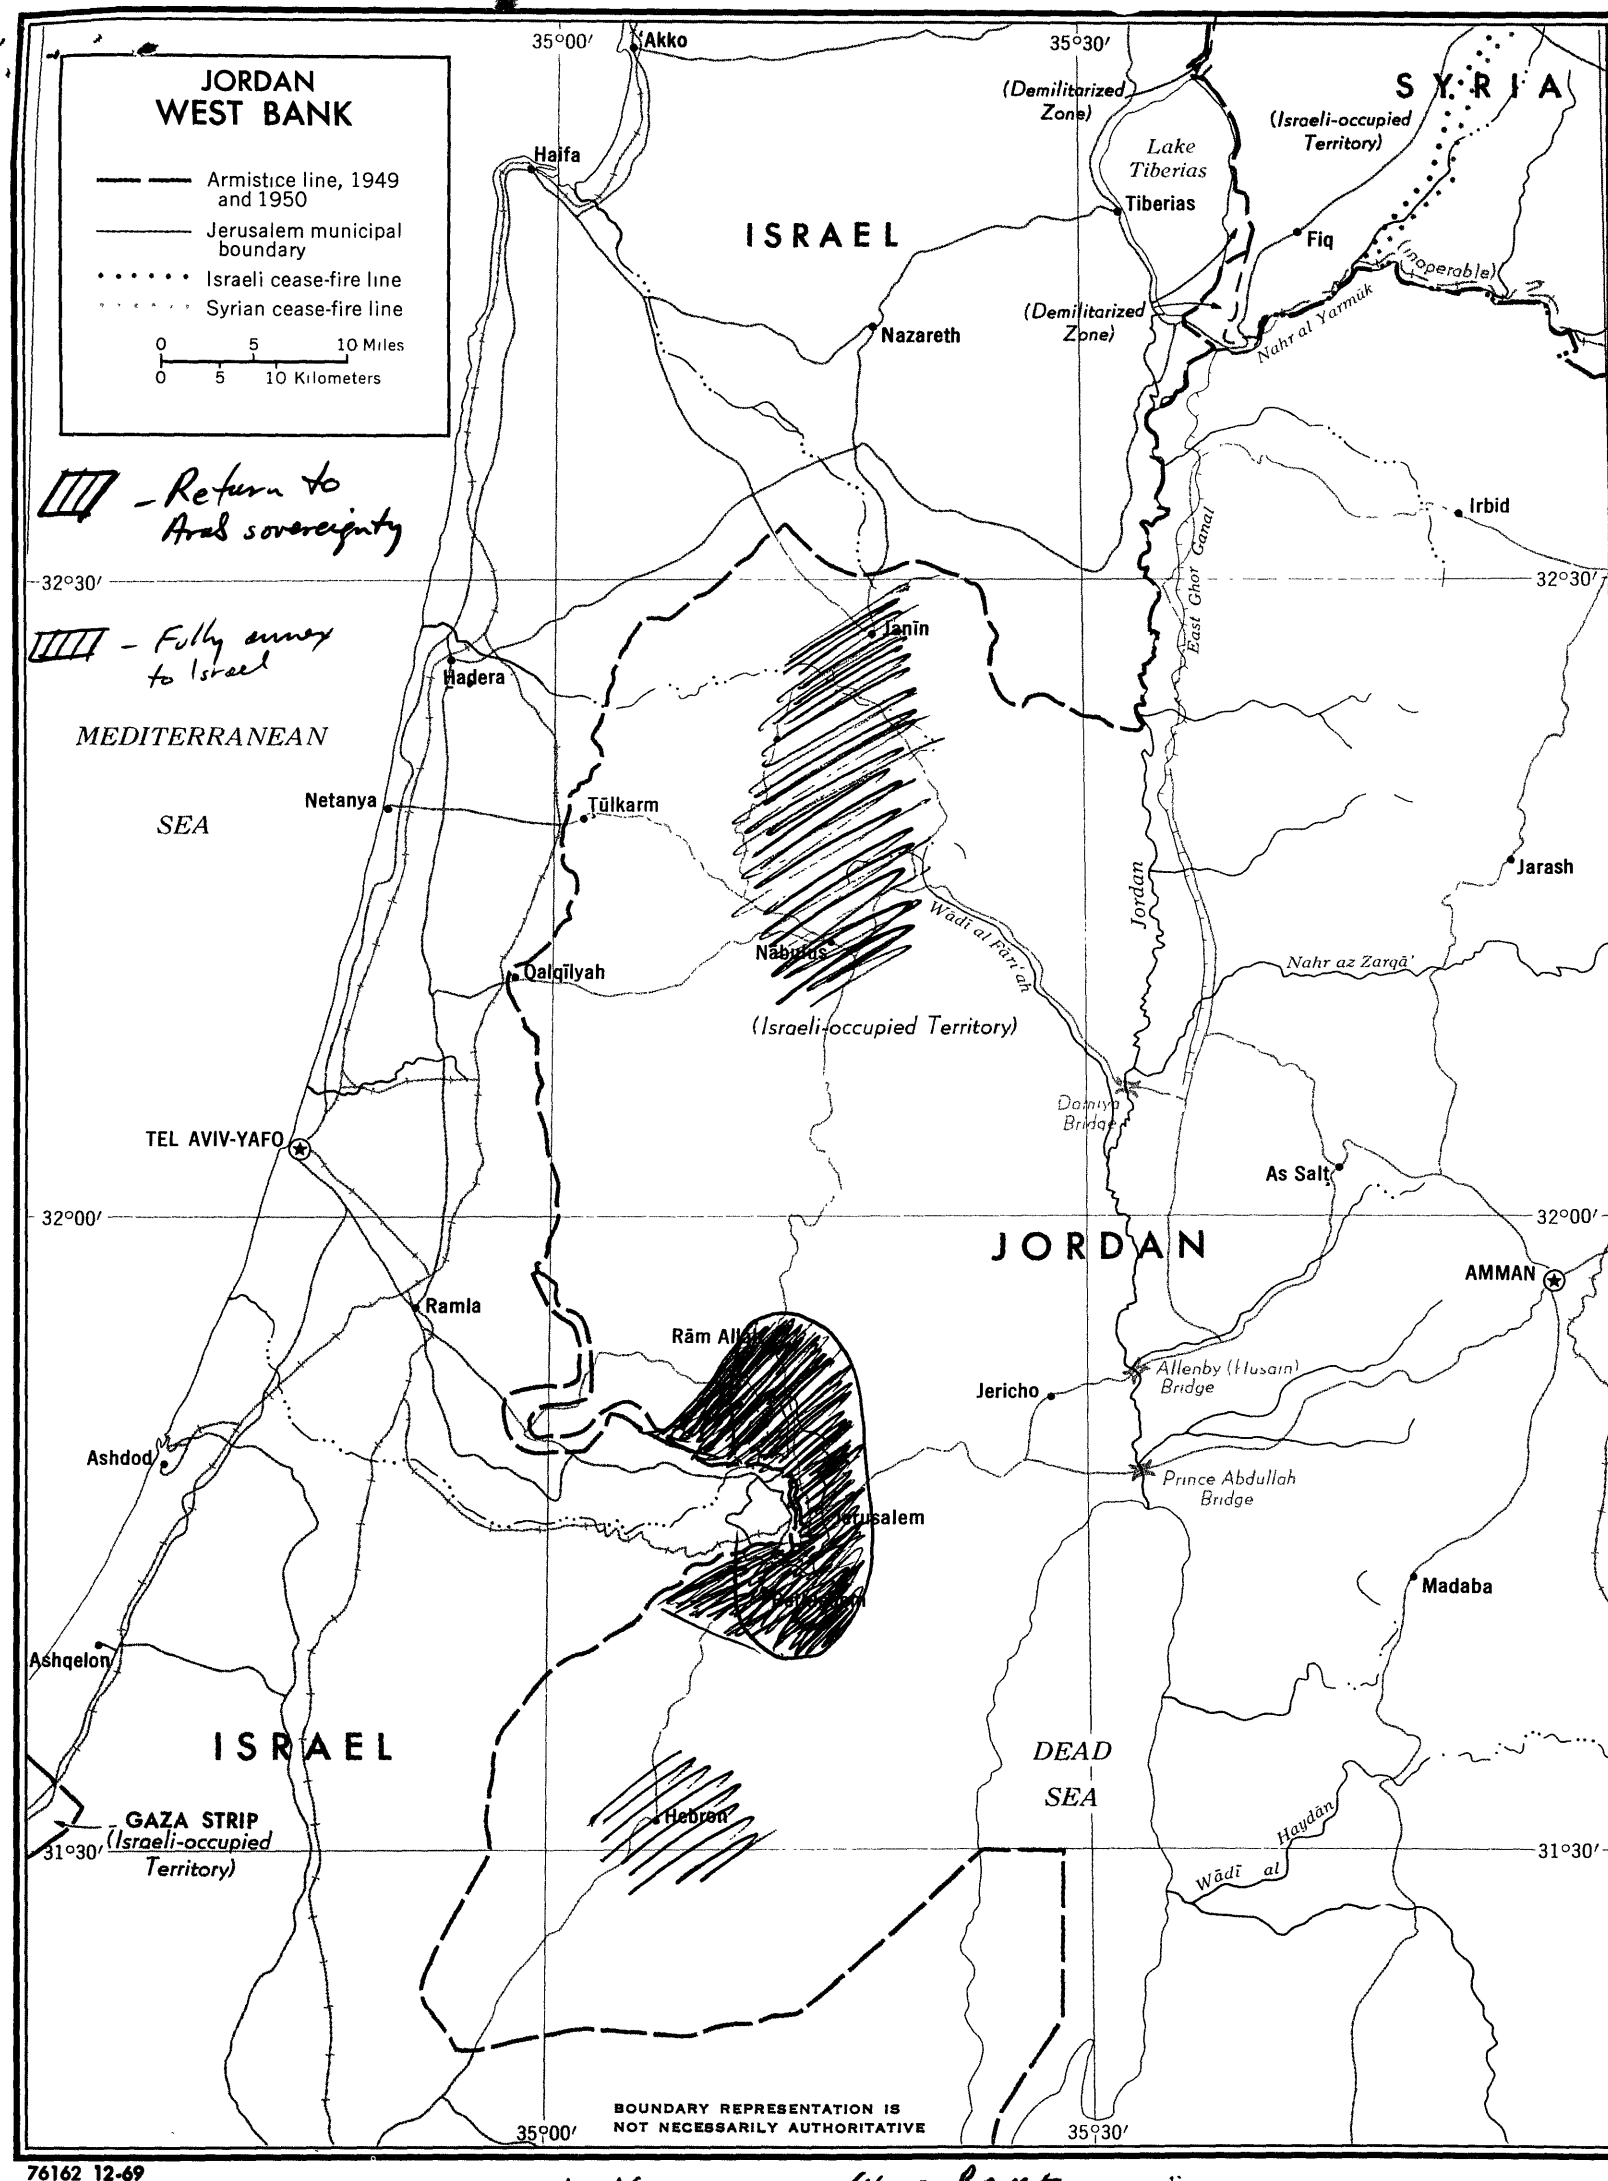 35°00'
'Akko
35°30'
JORDAN
WEST BANK
Armistice line, 1949
and 1950
Jerusalem municipal
boundary
Israeli cease-fire line
Syrian cease-fire line
0 5 10 Miles
0 5 10 Kilometers
(Demilitarized
Zone)
SYRIA
(Israeli-occupied
Territory)
Lake
Tiberias
Haifa
Tiberias
ISRAEL
Fiq
(inoperable)
(Demilitarized
Zone)
Nahr al Yarmūk
Nazareth
- Return to
Arab sovereignty
Irbid
East Ghor Canal
32°30'
32°30'
- Fully annex
to Israel
Janīn
Hadera
MEDITERRANEAN
SEA
Netanya
Tūlkarm
Jarash
Jordan
Wādī al Fāri'ah
Nābulus
Qalqīlyah
Nahr az Zarqā'
(Israeli-occupied Territory)
Damiya
Bridge
TEL AVIV-YAFO
As Salt
32°00'
32°00'
JORDAN
AMMAN
Ramla
Rām Allāh
Allenby (Husain)
Bridge
Jericho
Ashdod
Prince Abdullah
Bridge
Jerusalem
Bethlehem
Madaba
Ashqelon
ISRAEL
DEAD
SEA
GAZA STRIP
(Israeli-occupied
Territory)
Hebron
Wādī al Haydān
31°30'
31°30'
BOUNDARY REPRESENTATION IS
NOT NECESSARILY AUTHORITATIVE
35°00'
35°30'
76162 12-69